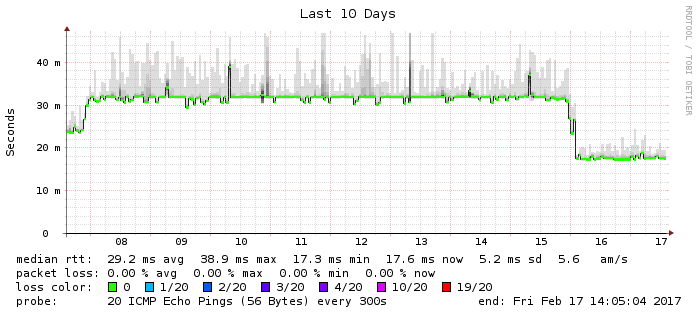 Last 10 Days
RRDTOOL / TOBI OETIKER
Seconds
40 m
30 m
20 m
10 m
0
08 09 10 11 12 13 14 15 16 17
median rtt: 29.2 ms avg 38.9 ms max 17.3 ms min 17.6 ms now 5.2 ms sd 5.6 am/s
packet loss: 0.00 % avg 0.00 % max 0.00 % min 0.00 % now
loss color: 0 1/20 2/20 3/20 4/20 10/20 19/20
probe: 20 ICMP Echo Pings (56 Bytes) every 300s end: Fri Feb 17 14:05:04 2017